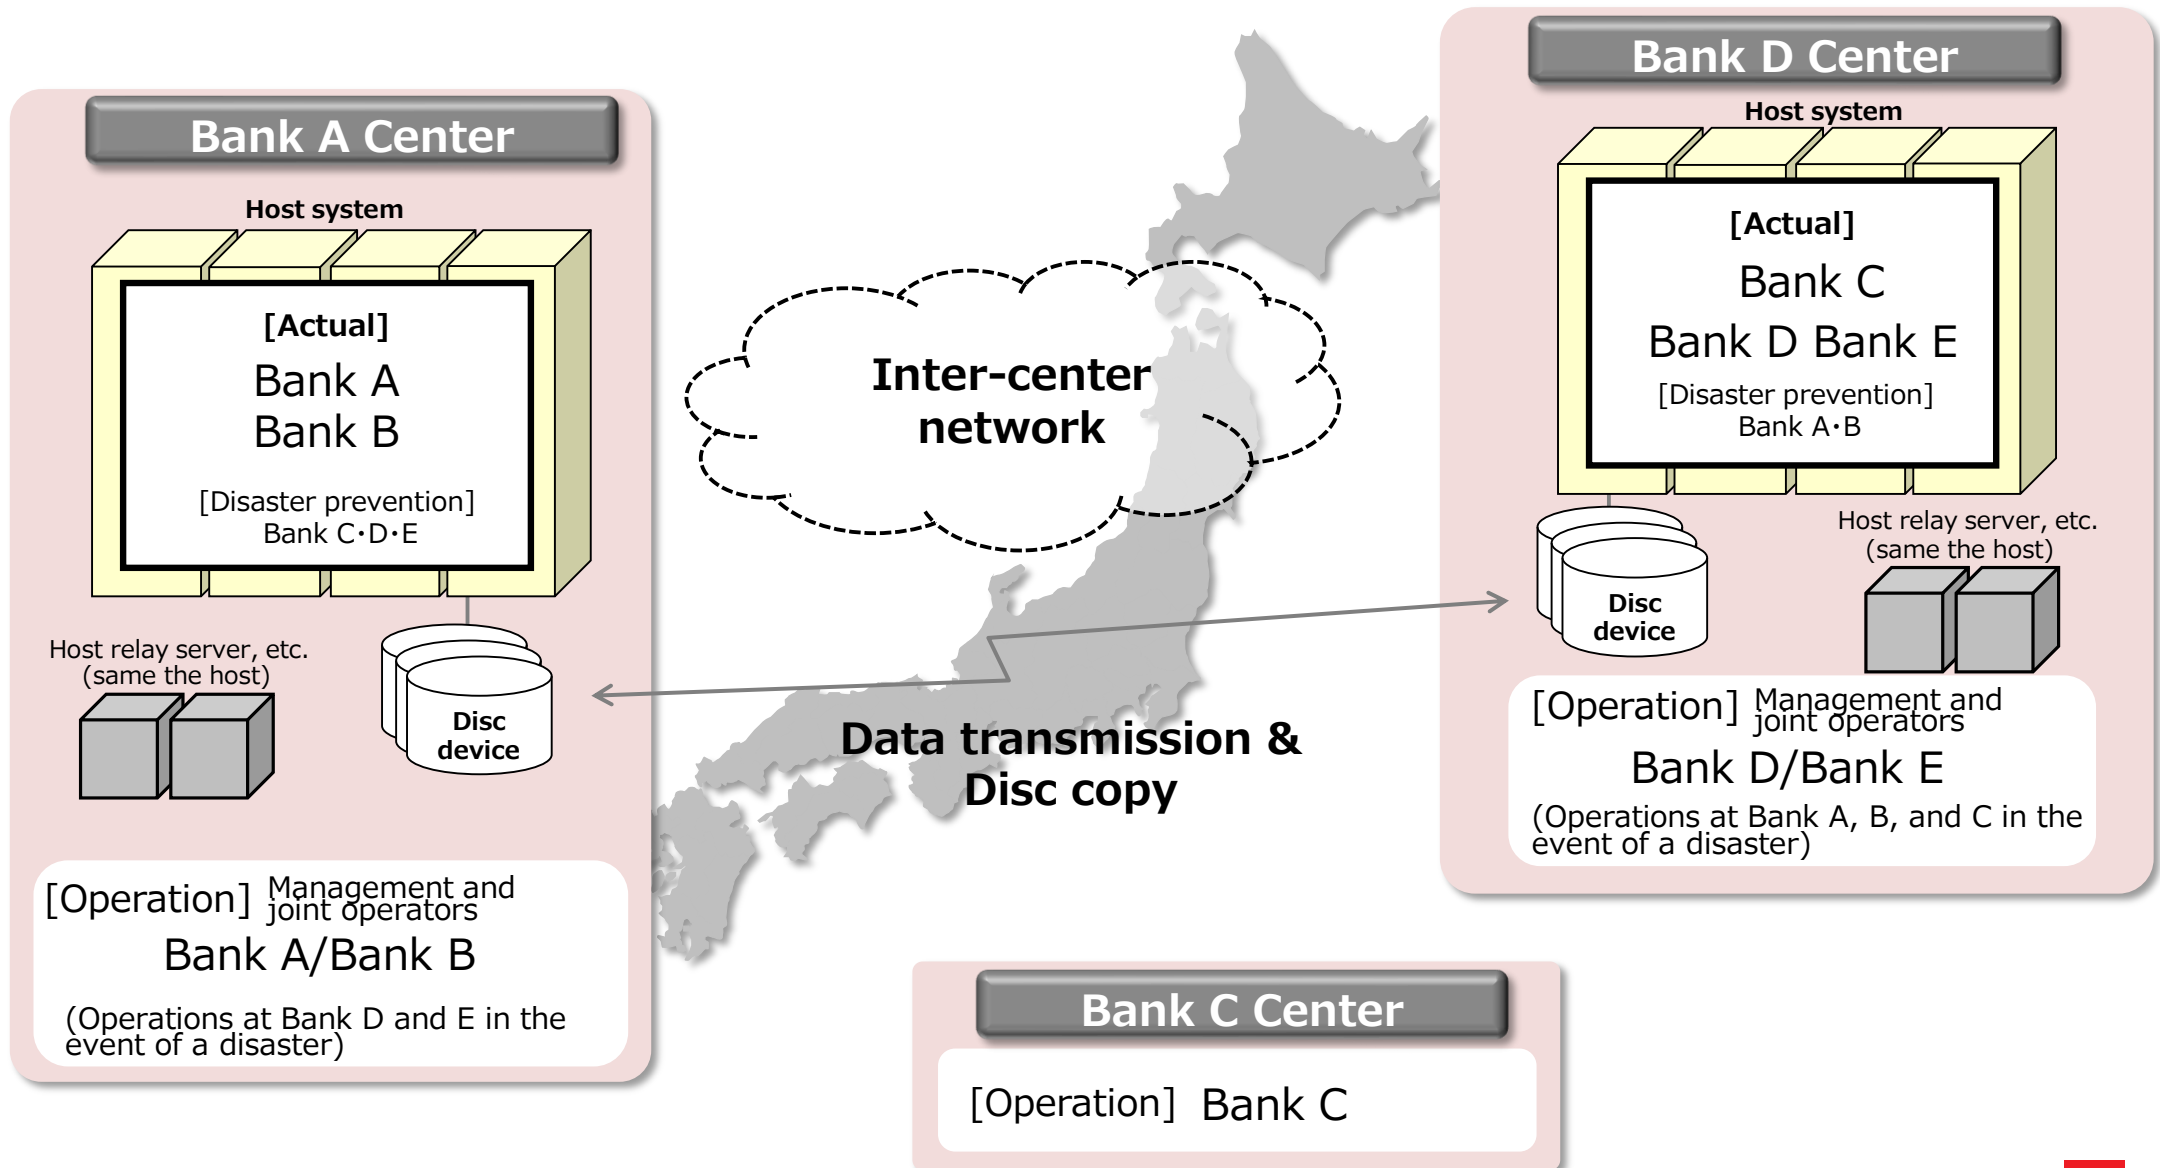 Bank A Center
Host system
[Actual]
Bank A
Bank B
[Disaster prevention]
Bank C・D・E
Host relay server, etc.
(same the host)
Disc
device
[Operation] Management and
joint operators
Bank A/Bank B
(Operations at Bank D and E in the
event of a disaster)
Inter-center
network
Data transmission &
Disc copy
Bank D Center
Host system
[Actual]
Bank C
Bank D Bank E
[Disaster prevention]
Bank A・B
Host relay server, etc.
(same the host)
Disc
device
[Operation] Management and
joint operators
Bank D/Bank E
(Operations at Bank A, B, and C in the
event of a disaster)
Bank C Center
[Operation] Bank C